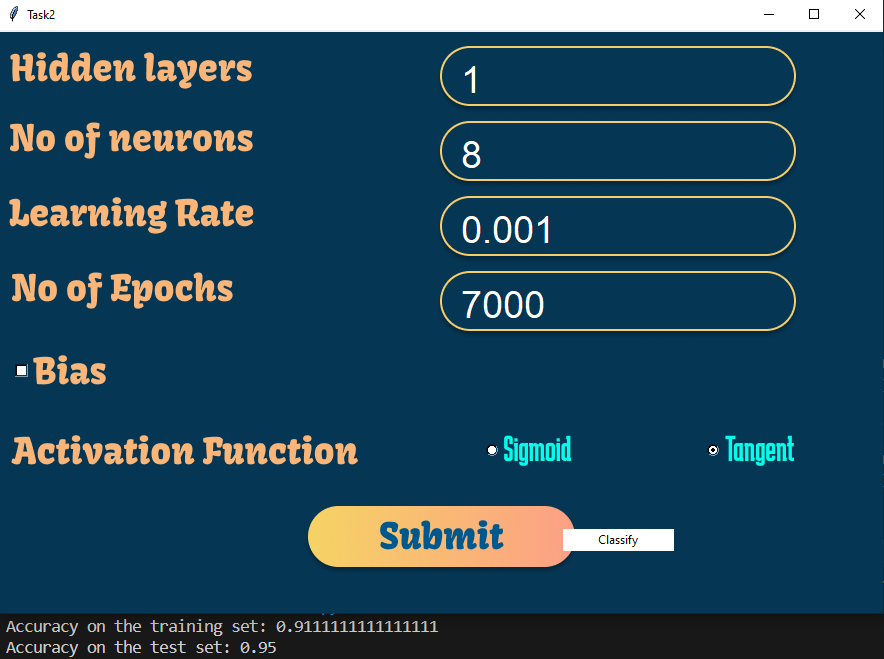 Task2
Hidden layers 1
No of neurons 8
Learning Rate 0.001
No of Epochs 7000
Bias
Activation Function Sigmoid Tangent
Submit Classify
Accuracy on the training set: 0.9111111111111111
Accuracy on the test set: 0.95